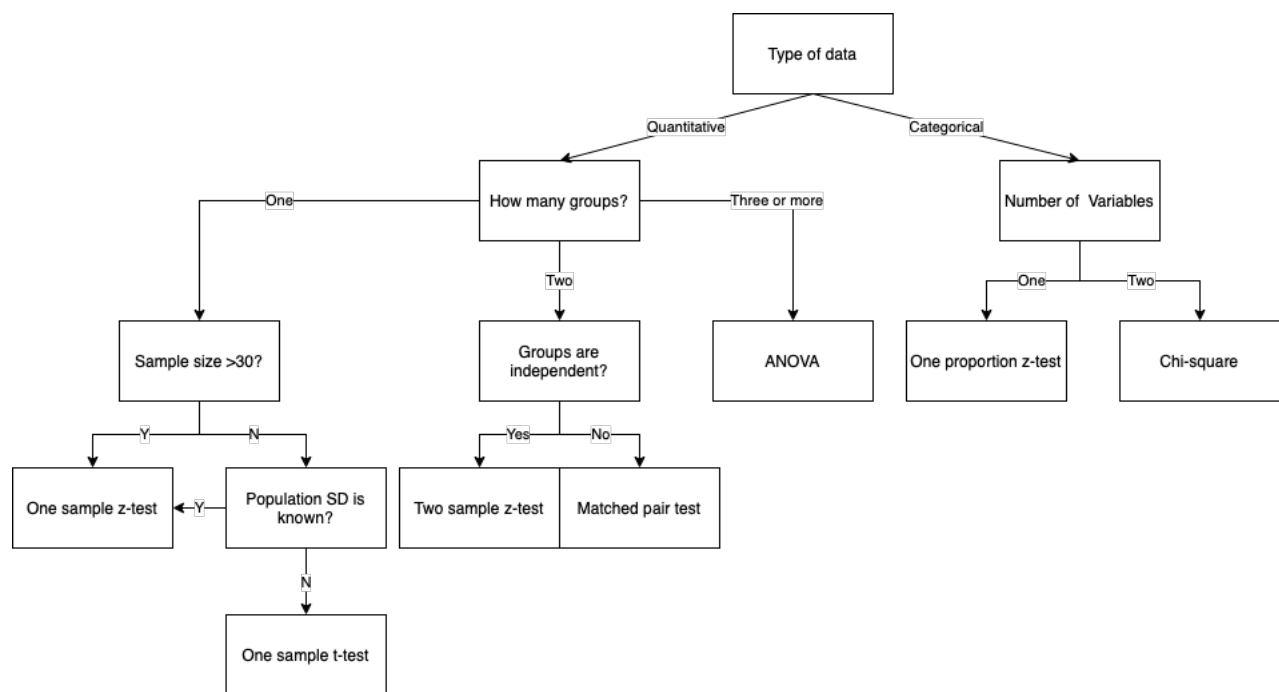 Type of data
Quantitative
Categorical
How many groups?
Number of Variables
One
Three or more
Two
One
Two
Sample size >30?
Groups are
independent?
ANOVA
One proportion z-test
Chi-square
Y
N
Yes
No
One sample z-test
Y
Population SD is
known?
Two sample z-test
Matched pair test
N
One sample t-test